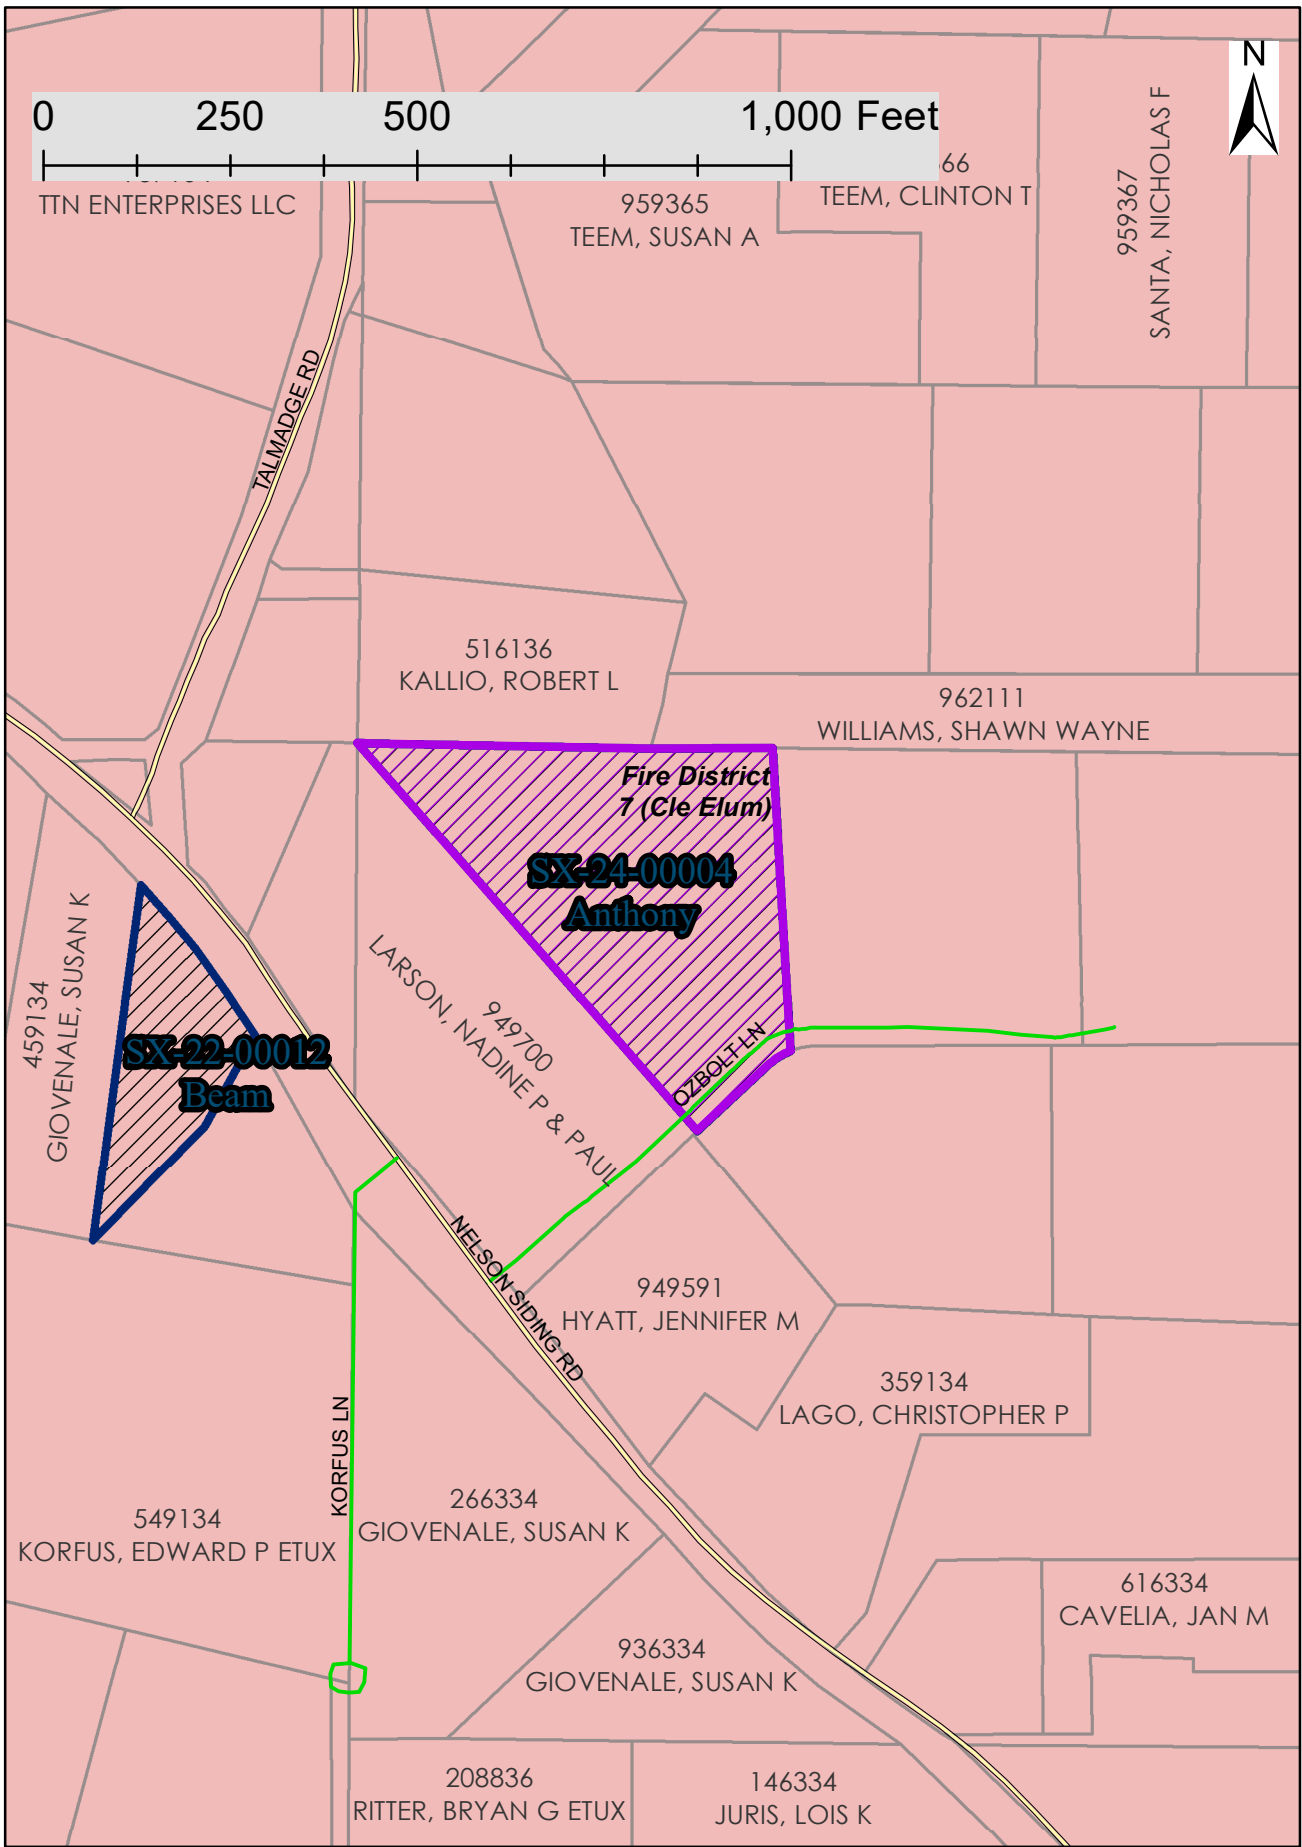 N
0 250 500 1,000 Feet
TTN ENTERPRISES LLC
959365
TEEM, SUSAN A
66
TEEM, CLINTON T
959367
SANTA, NICHOLAS F
TALMADGE RD
516136
KALLIO, ROBERT L
962111
WILLIAMS, SHAWN WAYNE
Fire District
7 (Cle Elum)
SX-24-00004
Anthony
459134
GIOVENALE, SUSAN K
SX-22-00012
Beam
949700
LARSON, NADINE P & PAUL
OZBOLT LN
NELSON SIDING RD
949591
HYATT, JENNIFER M
359134
LAGO, CHRISTOPHER P
KORFUS LN
549134
KORFUS, EDWARD P ETUX
266334
GIOVENALE, SUSAN K
616334
CAVELIA, JAN M
936334
GIOVENALE, SUSAN K
208836
RITTER, BRYAN G ETUX
146334
JURIS, LOIS K